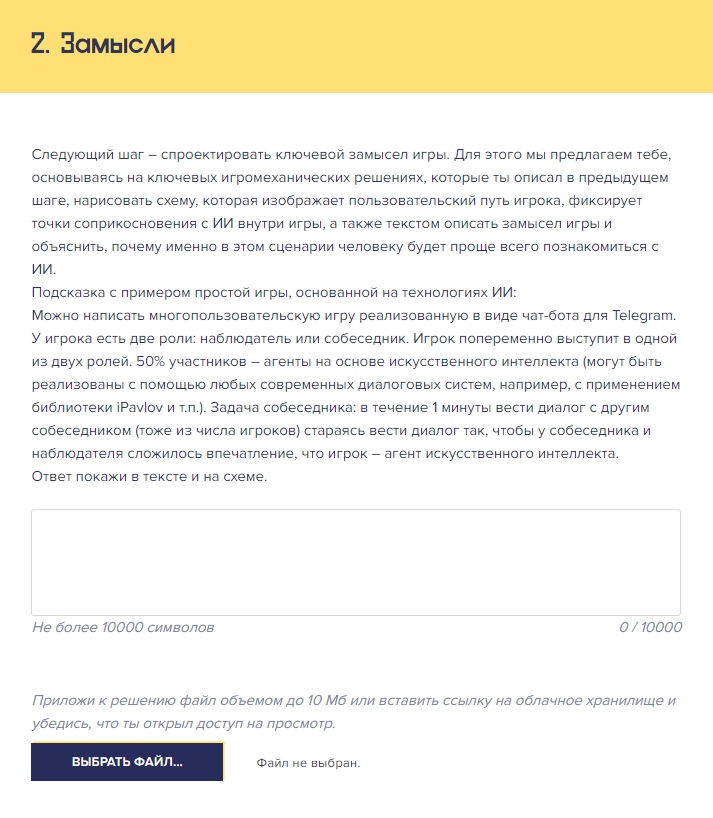 2. Замысли
Следующий шаг – спроектировать ключевой замысел игры. Для этого мы предлагаем тебе,
основываясь на ключевых игромеханических решениях, которые ты описал в предыдущем
шаге, нарисовать схему, которая изображает пользовательский путь игрока, фиксирует
точки соприкосновения с ИИ внутри игры, а также текстом описать замысел игры и
объяснить, почему именно в этом сценарии человеку будет проще всего познакомиться с
ИИ.
Подсказка с примером простой игры, основанной на технологиях ИИ:
Можно написать многопользовательскую игру реализованную в виде чат-бота для Telegram.
У игрока есть две роли: наблюдатель или собеседник. Игрок попеременно выступит в одной
из двух ролей. 50% участников – агенты на основе искусственного интеллекта (могут быть
реализованы с помощью любых современных диалоговых систем, например, с применением
библиотеки iPavlov и т.п.). Задача собеседника: в течение 1 минуты вести диалог с другим
собеседником (тоже из числа игроков) стараясь вести диалог так, чтобы у собеседника и
наблюдателя сложилось впечатление, что игрок – агент искусственного интеллекта.
Ответ покажи в тексте и на схеме.
Не более 10000 символов 0 / 10000
Приложи к решению файл объемом до 10 Мб или вставить ссылку на облачное хранилище и
убедись, что ты открыл доступ на просмотр.
ВЫБРАТЬ ФАЙЛ... Файл не выбран.